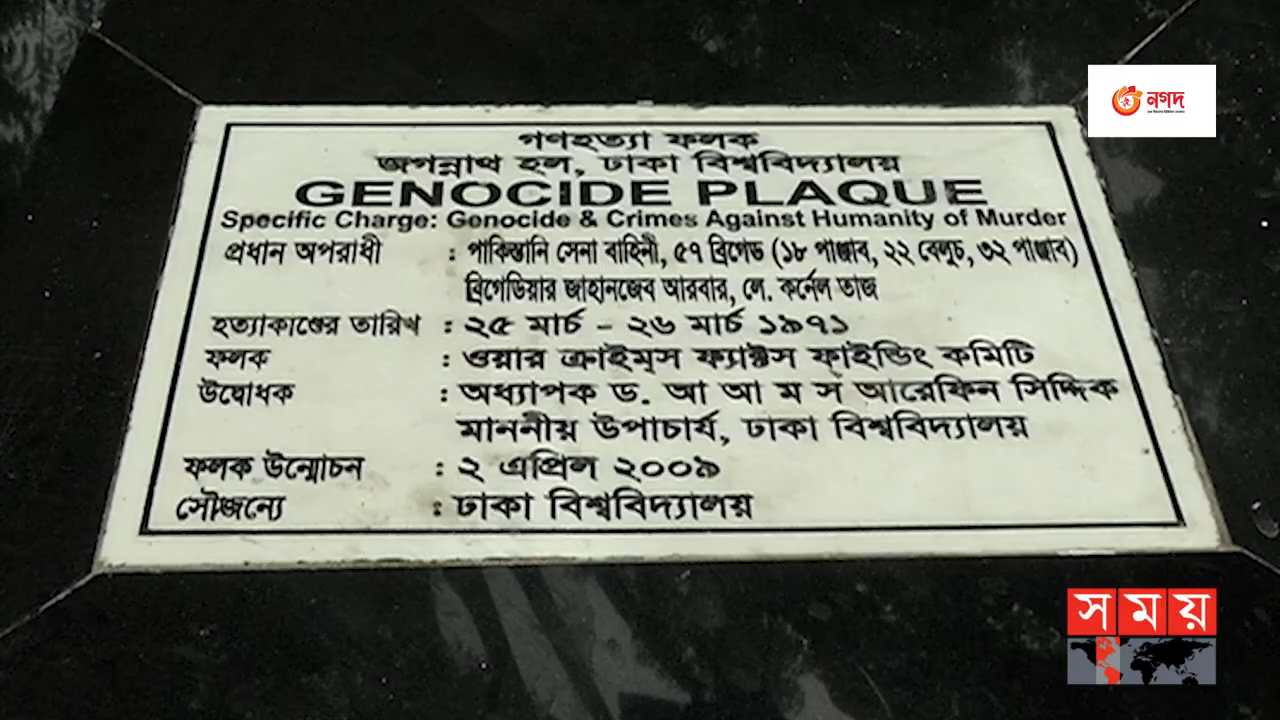 নগদ
গণহত্যা ফলক
জগন্নাথ হল, ঢাকা বিশ্ববিদ্যালয়
GENOCIDE PLAQUE
Specific Charge: Genocide & Crimes Against Humanity of Murder
প্রধান অপরাধী : পাকিস্তানি সেনা বাহিনী, ৫৭ ব্রিগেড (১৮ পাঞ্জাব, ২২ বেলুচ, ৩২ পাঞ্জাব)
ব্রিগেডিয়ার জাহানজেব আরবার, লে. কর্নেল তাজ
হত্যাকাণ্ডের তারিখ : ২৫ মার্চ - ২৬ মার্চ ১৯৭১
ফলক : ওয়ার ক্রাইম্‌স ফ্যাক্টস ফাইন্ডিং কমিটি
উদ্বোধক : অধ্যাপক ড. আ আ ম স আরেফিন সিদ্দিক
মাননীয় উপাচার্য, ঢাকা বিশ্ববিদ্যালয়
ফলক উন্মোচন : ২ এপ্রিল ২০০৯
সৌজন্যে : ঢাকা বিশ্ববিদ্যালয়
সময়